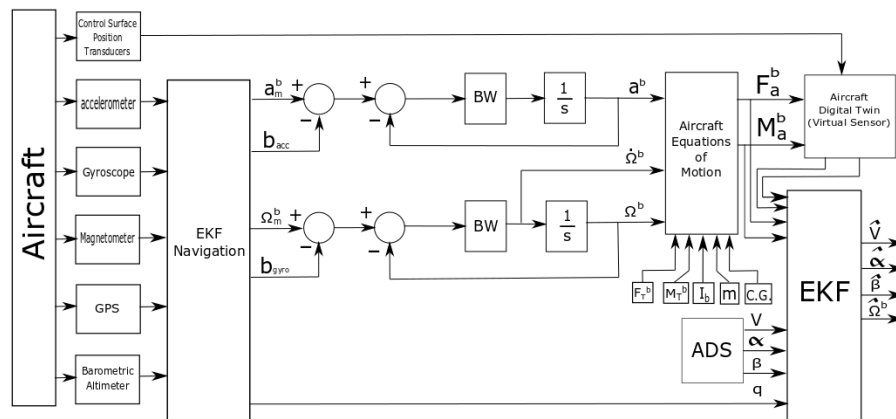 Aircraft
Control Surface
Position
Transducers
accelerometer
Gyroscope
Magnetometer
GPS
Barometric
Altimeter
EKF
Navigation
a_m^b
+
−
b_acc
+
−
BW
1/s
a^b
Ω_m^b
+
−
b_gyro
+
−
BW
1/s
Ω̇^b
Ω^b
Aircraft
Equations
of
Motion
F_T^b
M_T^b
I_b
m
C.G.
F_a^b
M_a^b
Aircraft
Digital Twin
(Virtual Sensor)
ADS
V
α
β
q
EKF
V̂
α̂
β̂
Ω̂^b